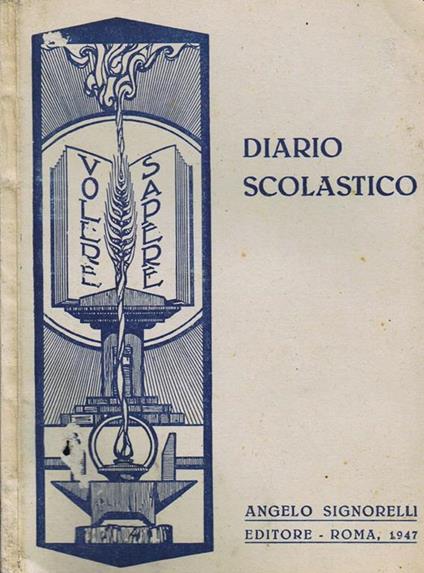 VOLERE
SAPERE
DIARIO
SCOLASTICO
ANGELO SIGNORELLI
EDITORE - ROMA, 1947